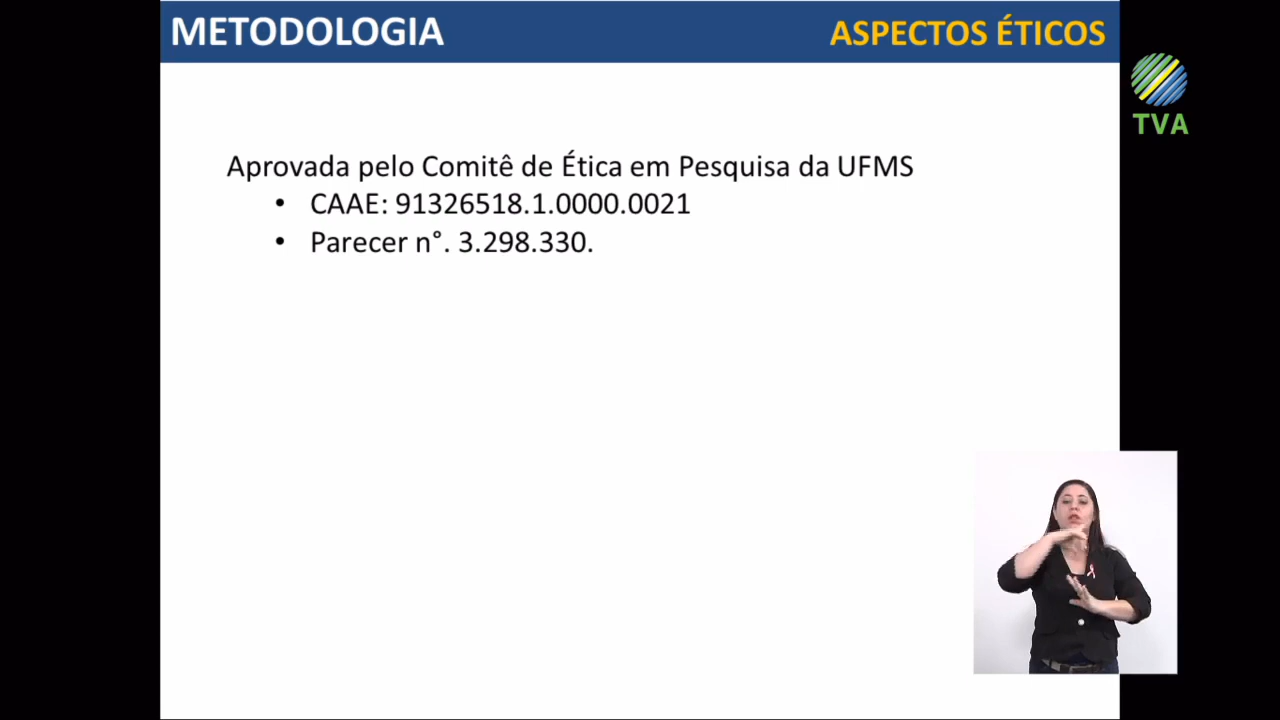 METODOLOGIA
ASPECTOS ÉTICOS
TVA
Aprovada pelo Comitê de Ética em Pesquisa da UFMS
• CAAE: 91326518.1.0000.0021
• Parecer n°. 3.298.330.